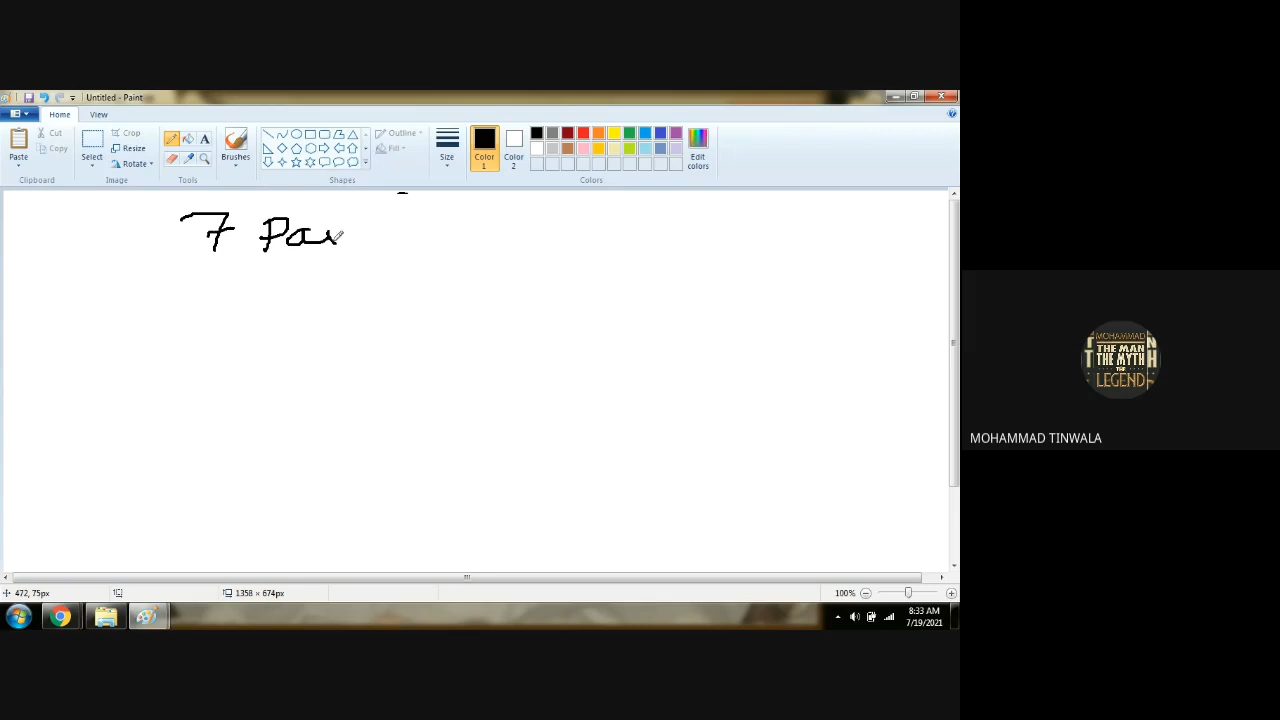 Untitled - Paint
Home View
Paste
Cut
Copy
Clipboard
Select
Crop
Resize
Rotate
Image
Tools
Brushes
Shapes
Outline
Fill
Size
Color 1
Color 2
Edit colors
Colors
7
472, 75px
1358 × 674px
100%
8:33 AM
7/19/2021
MOHAMMAD
THE MAN
THE MYTH
THE
LEGEND
MOHAMMAD TINWALA